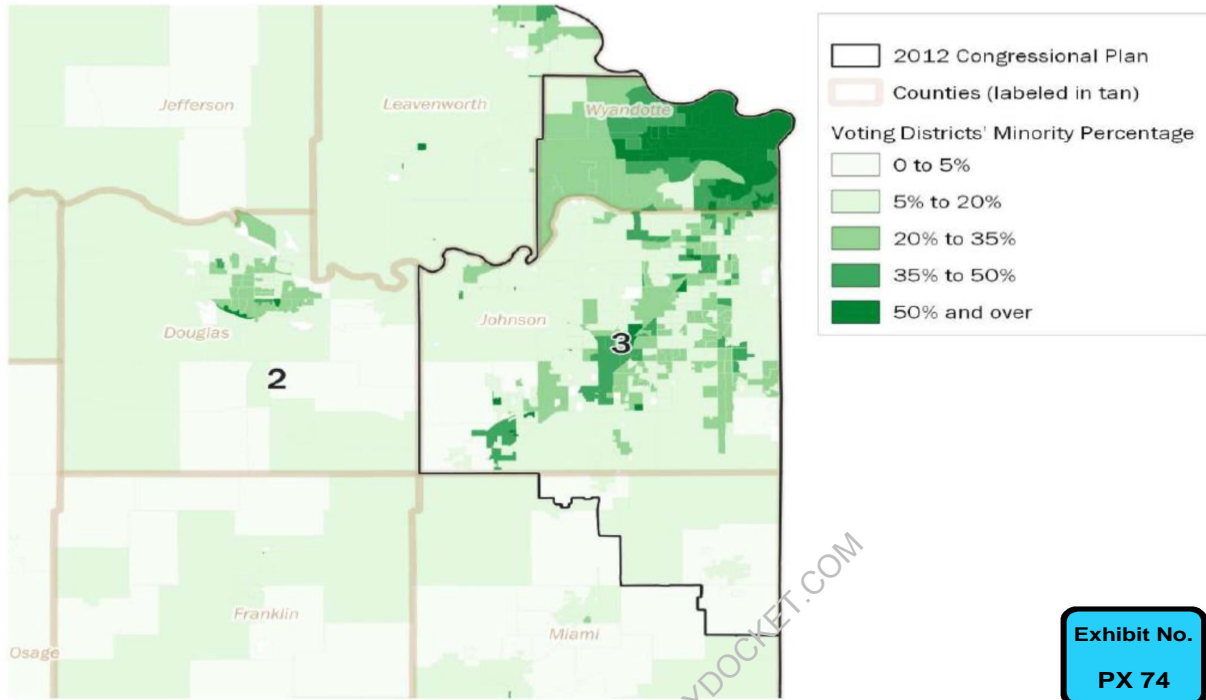 Jefferson
Leavenworth
Wyandotte
Douglas
Johnson
2
3
Franklin
Miami
Osage
2012 Congressional Plan
Counties (labeled in tan)
Voting Districts' Minority Percentage
0 to 5%
5% to 20%
20% to 35%
35% to 50%
50% and over
YDOCKET.COM
Exhibit No.
PX 74